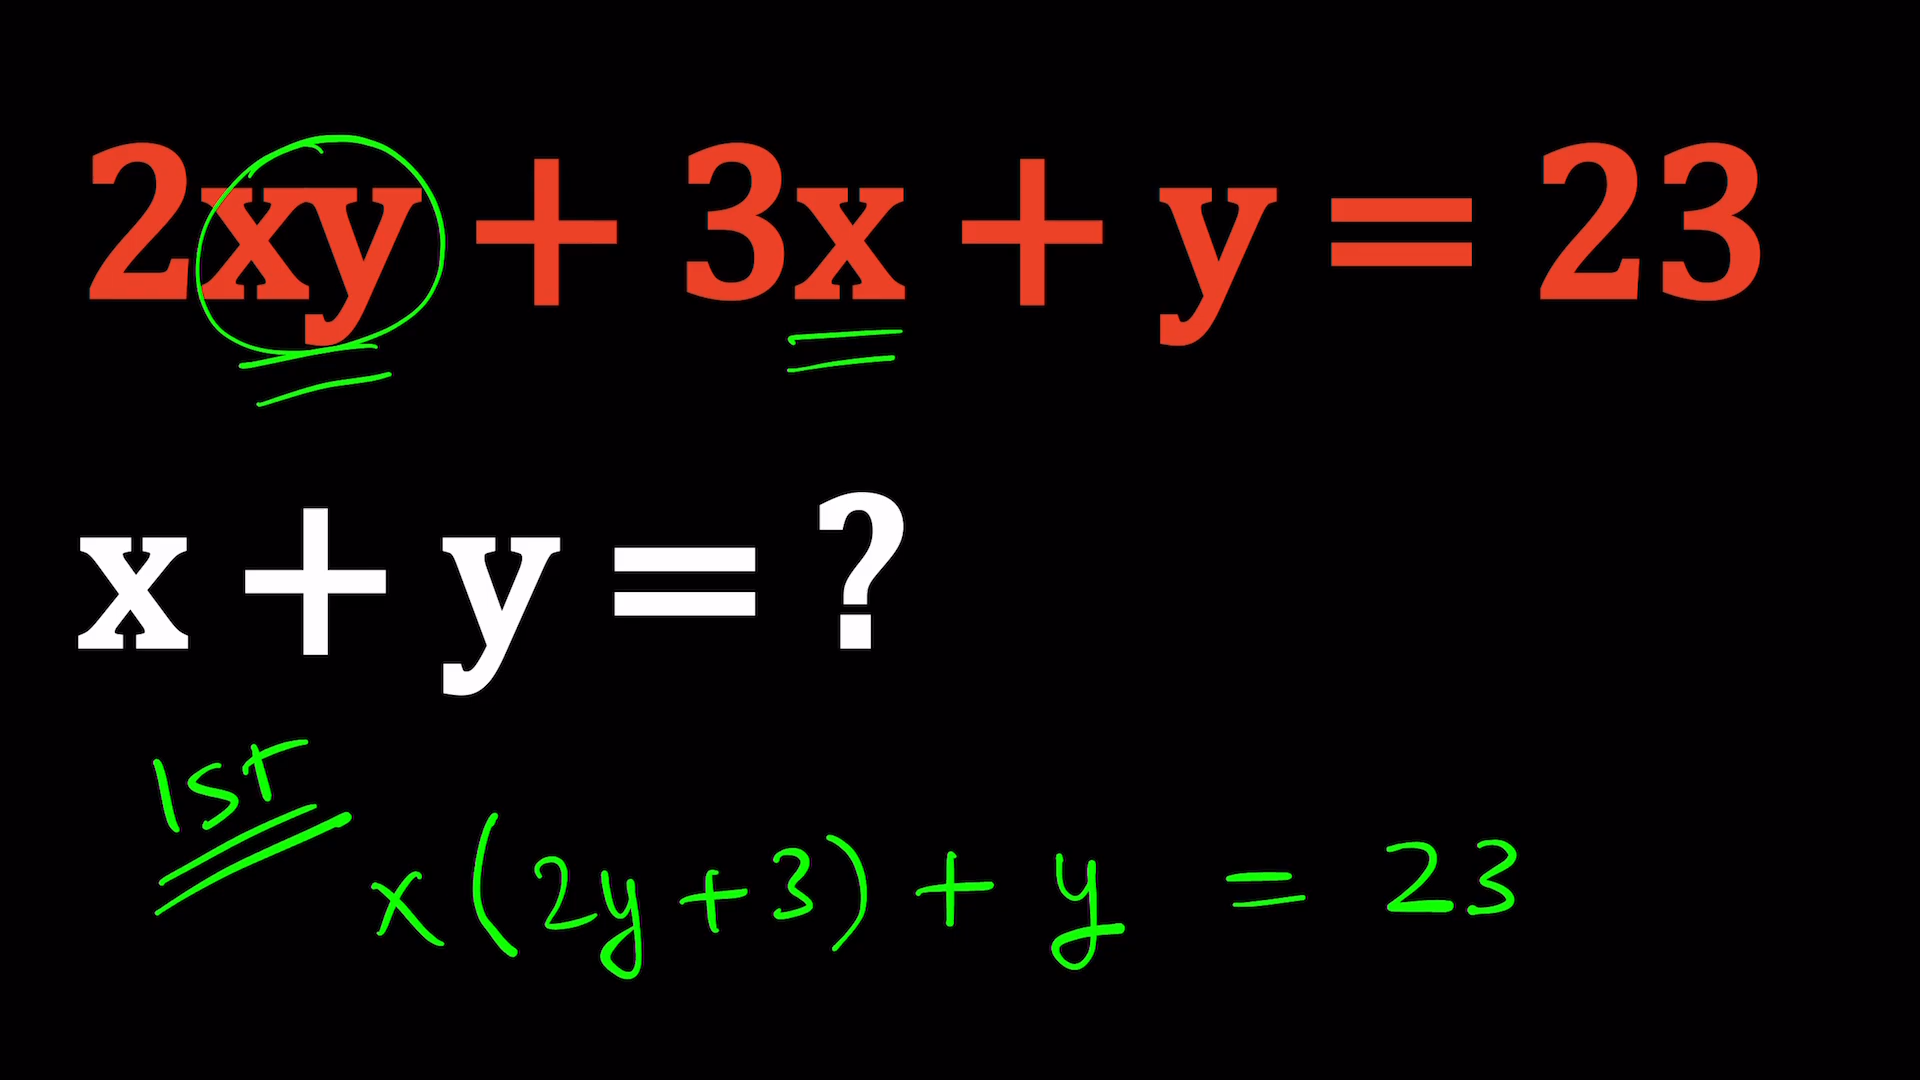 2xy + 3x + y = 23
x + y = ?
1st
x(2y+3) + y = 23